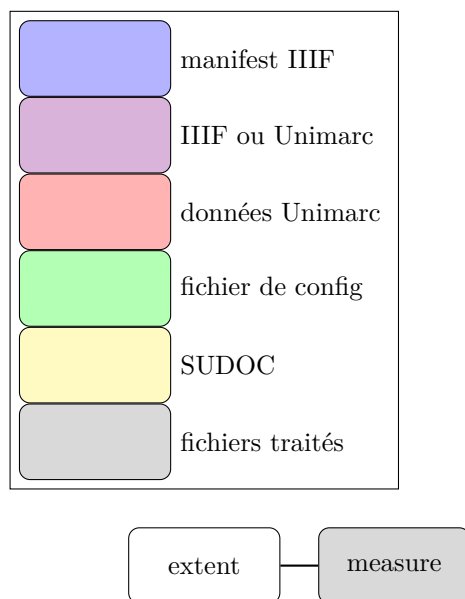 manifest IIIF
IIIF ou Unimarc
données Unimarc
fichier de config
SUDOC
fichiers traités
extent measure